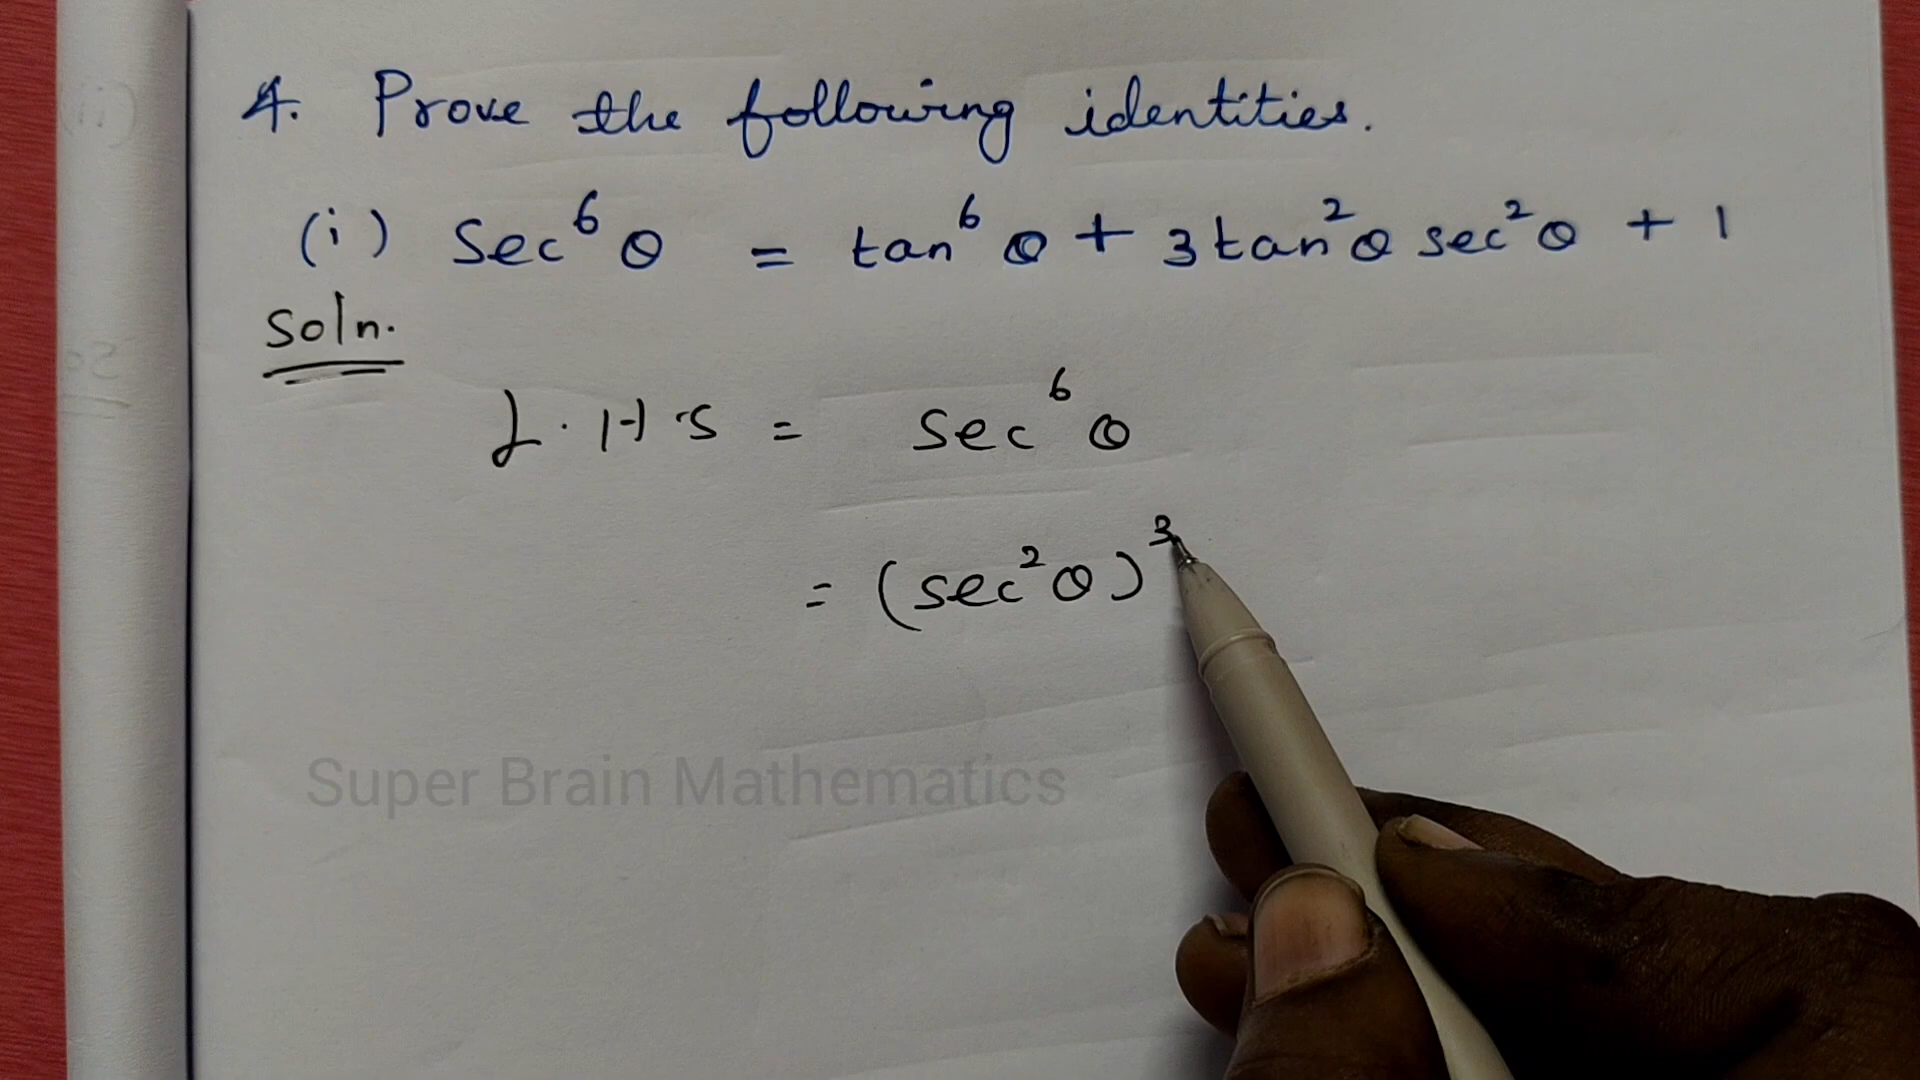 4. Prove the following identities.
(i) Sec⁶θ = tan⁶θ + 3tan²θ sec²θ + 1
Soln.
L.H.S = Sec⁶θ
= (sec²θ)³
Super Brain Mathematics